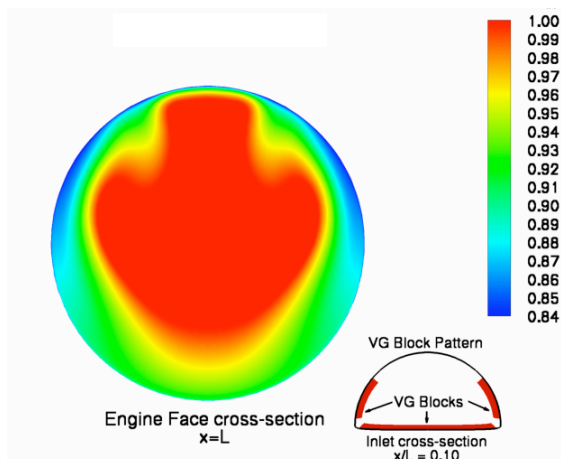 1.00
0.99
0.98
0.97
0.96
0.95
0.94
0.93
0.92
0.91
0.90
0.89
0.88
0.87
0.86
0.85
0.84
VG Block Pattern
VG Blocks
Engine Face cross-section
x=L
Inlet cross-section
x/L = 0.10